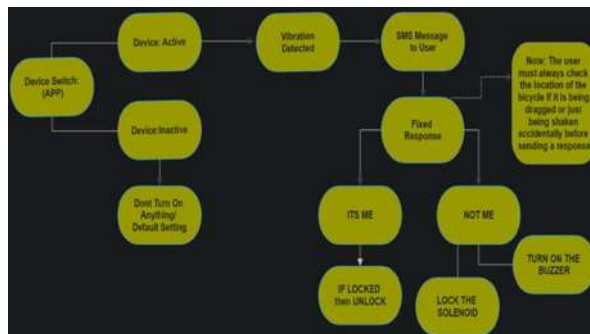 Device: Active
Vibration
Detected
SMS Message
to User
Note: The user
must always check
the location of the
bicycle if it is being
dragged or just
being shaken
accidentally before
sending a response
Device Switch:
(APP)
Device:Inactive
Fixed
Response
Dont Turn On
Anything/
Default Setting
ITS ME
NOT ME
IF LOCKED
then UNLOCK
LOCK THE
SOLENOID
TURN ON THE
BUZZER